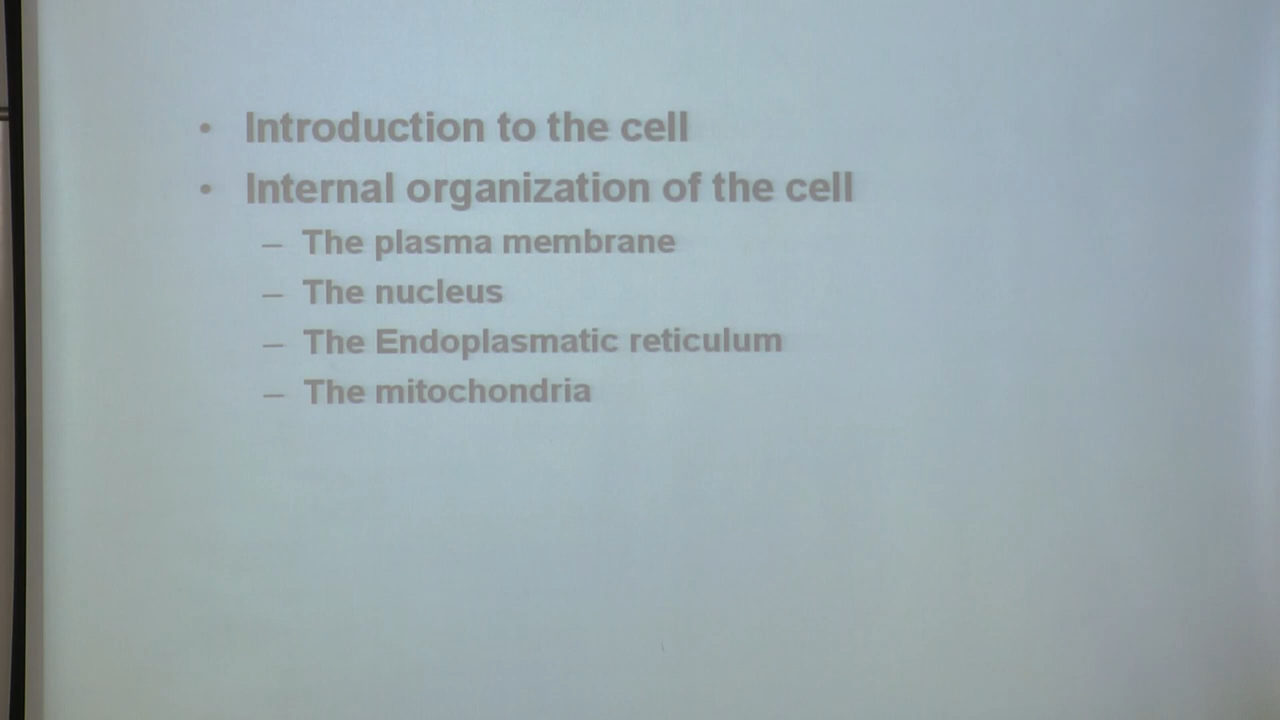 • Introduction to the cell
• Internal organization of the cell
– The plasma membrane
– The nucleus
– The Endoplasmatic reticulum
– The mitochondria